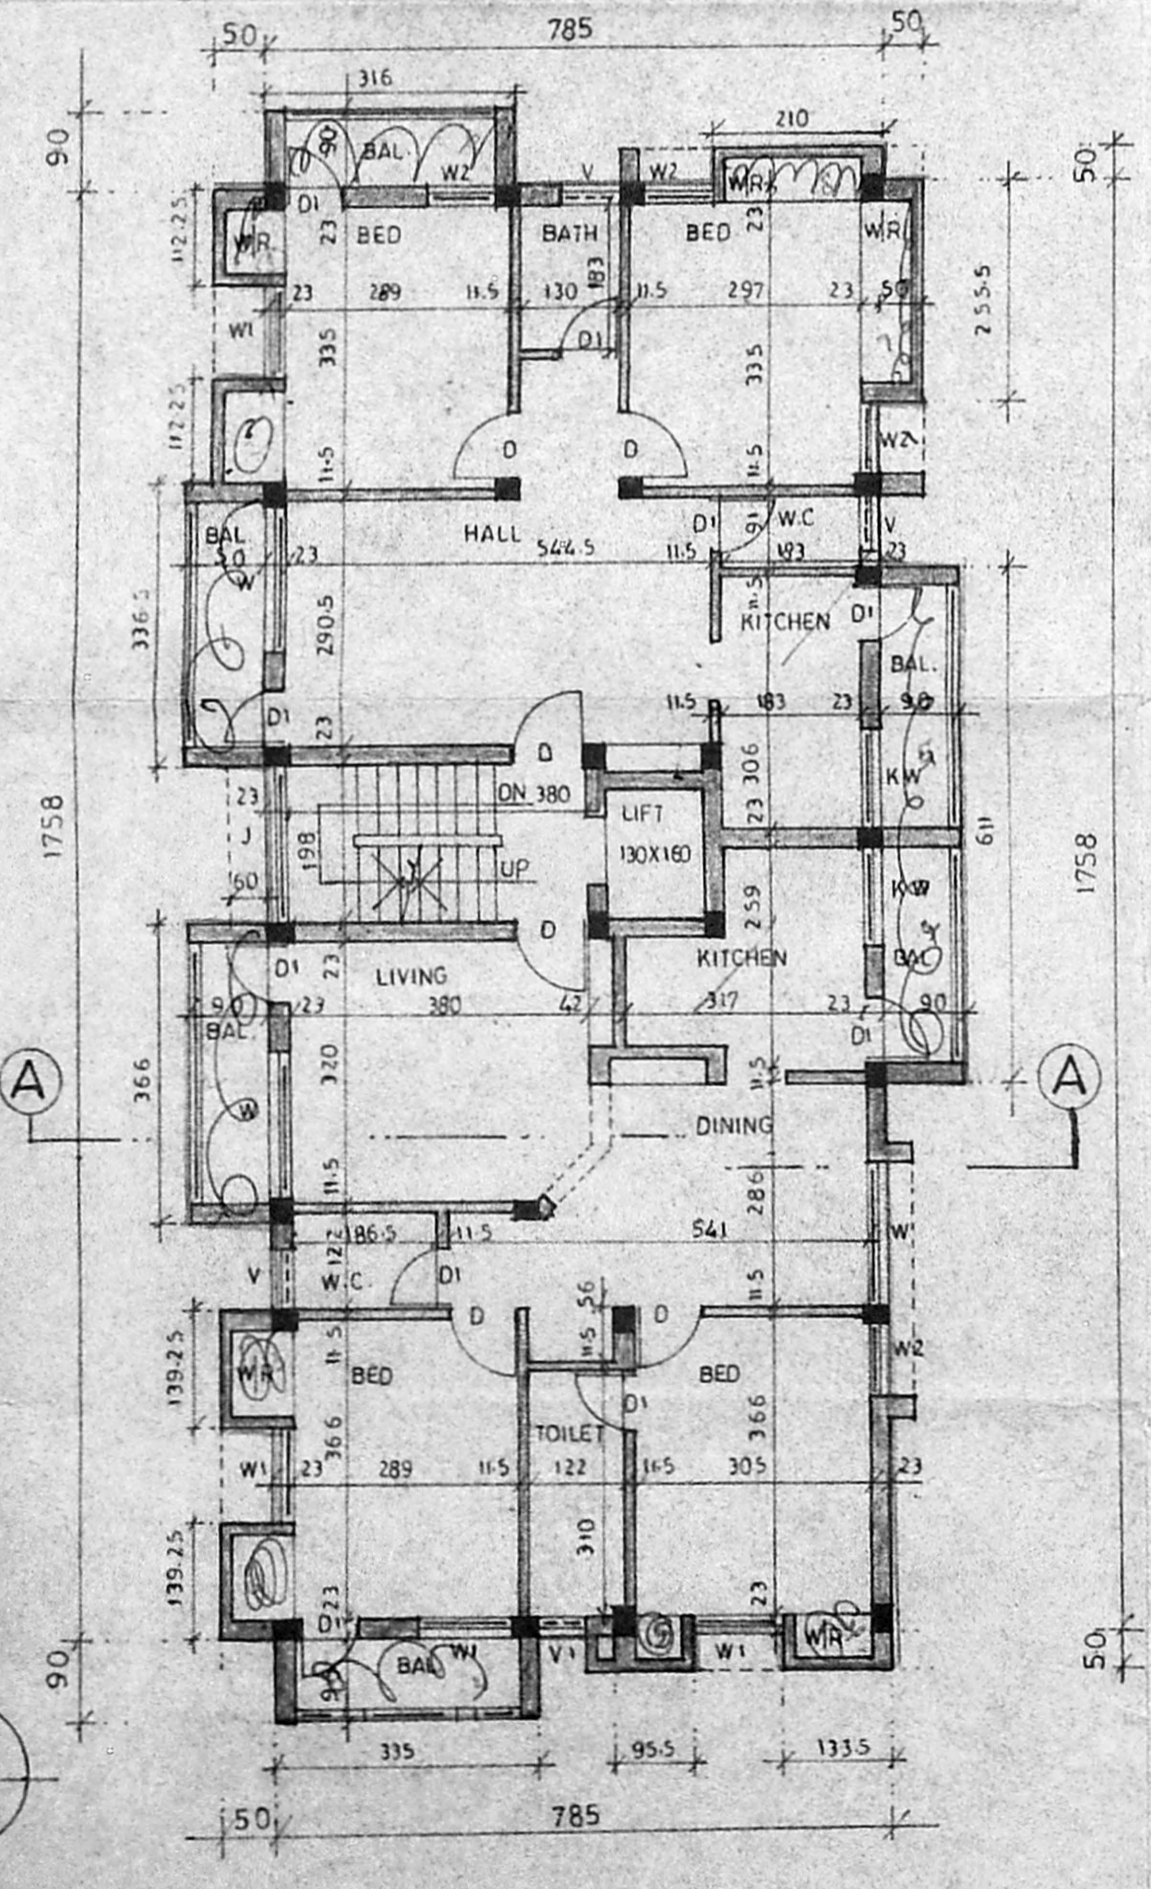 50 785 50
316
210
90 90 BAL. W2 V W2 50
D1 WR
112.25 WR 23 BED BATH BED 23 WR
183
23 289 11.5 130 11.5 297 23 50 255.5
W1 335 D1 335
112.25
11.5 D D 11.5 W2
BAL. HALL D1 91 W.C V
50 23 544.5 11.5 183 23
W
336.5 290.5 11.5 KITCHEN D1
BAL.
11.5 183 23 90
D1 23 D
306 KW
23 DN 380 LIFT 23
1758 J 198 130X160 611 1758
60 UP 259 KW
D
D1 23 LIVING KITCHEN BAL
90 23 380 42 317 23 90
BAL. D1
A 366 320 11.5 A
W DINING
11.5 286
186.5 11.5 541 W
V 122 W.C. D1 11.5
D 56 D
139.25 WR 11.5 BED 11.5 BED W2
D1
366 TOILET 366
W1 23 289 11.5 122 11.5 305 23
139.25 310
23 23
D1
90 90 BAL W1 V1 W1 WR 50
335 95.5 133.5
50 785